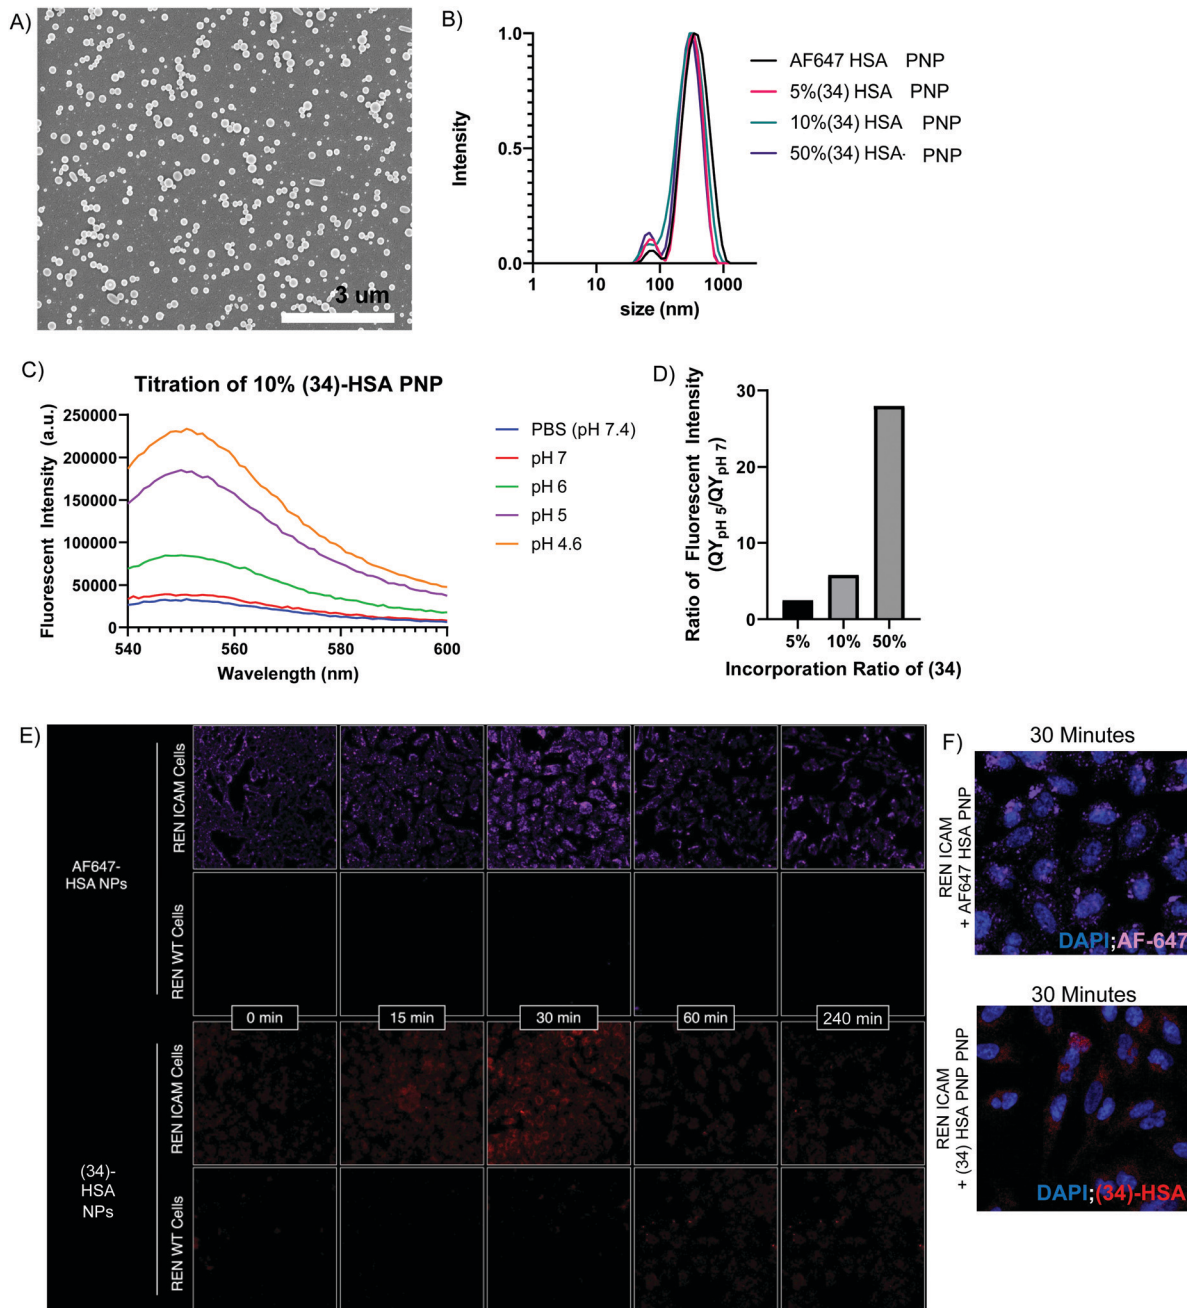 A)
3 um
B)
Intensity
1.0
0.5
0.0
1
10
100
1000
size (nm)
AF647 HSA PNP
5%(34) HSA PNP
10%(34) HSA PNP
50%(34) HSA· PNP
C)
Titration of 10% (34)-HSA PNP
Fluorescent Intensity (a.u.)
250000
200000
150000
100000
50000
0
540
560
580
600
Wavelength (nm)
PBS (pH 7.4)
pH 7
pH 6
pH 5
pH 4.6
D)
Ratio of Fluorescent Intensity
(QYpH 5/QYpH 7)
30
20
10
0
5%
10%
50%
Incorporation Ratio of (34)
E)
AF647-
HSA NPs
REN ICAM Cells
REN WT Cells
0 min
15 min
30 min
60 min
240 min
(34)-
HSA
NPs
REN ICAM Cells
REN WT Cells
F)
30 Minutes
REN ICAM
+ AF647 HSA PNP
DAPI;AF-647
30 Minutes
REN ICAM
+ (34) HSA PNP PNP
DAPI;(34)-HSA